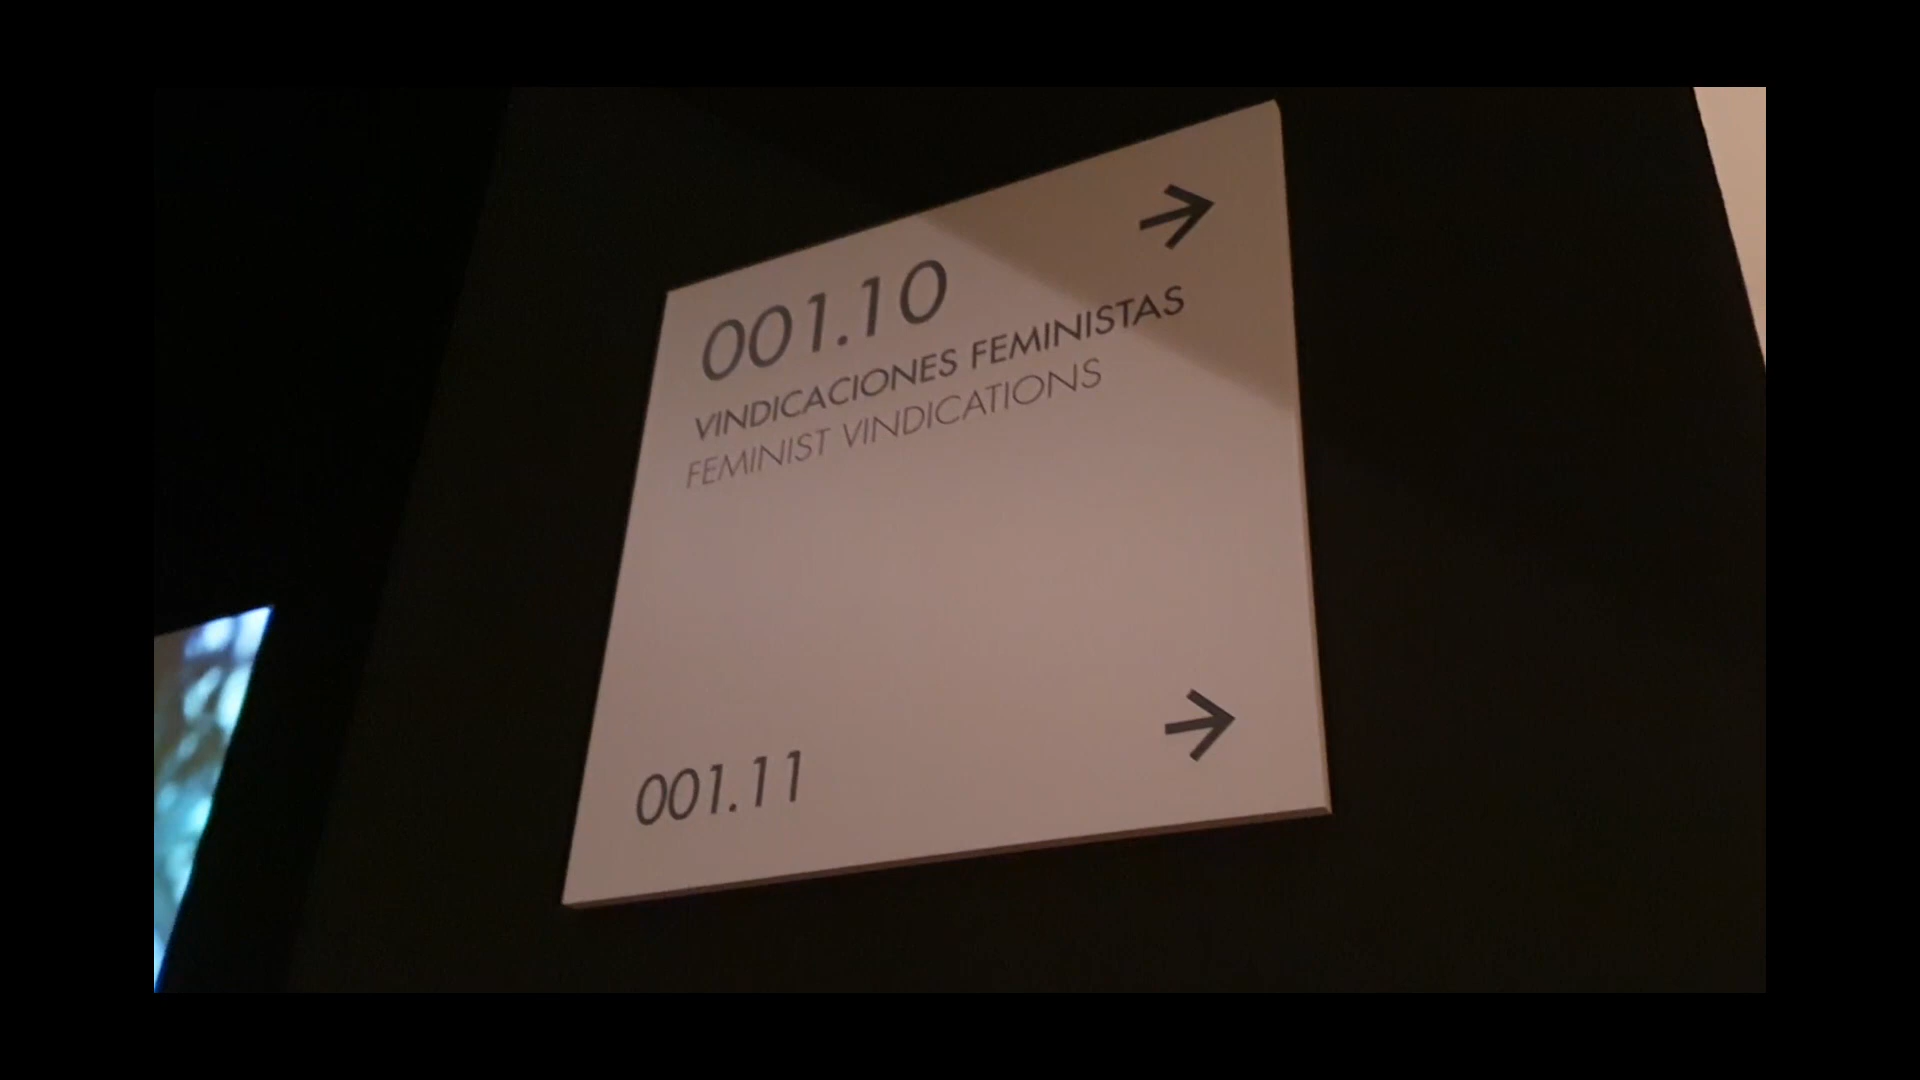 001.10
VINDICACIONES FEMINISTAS
FEMINIST VINDICATIONS
001.11